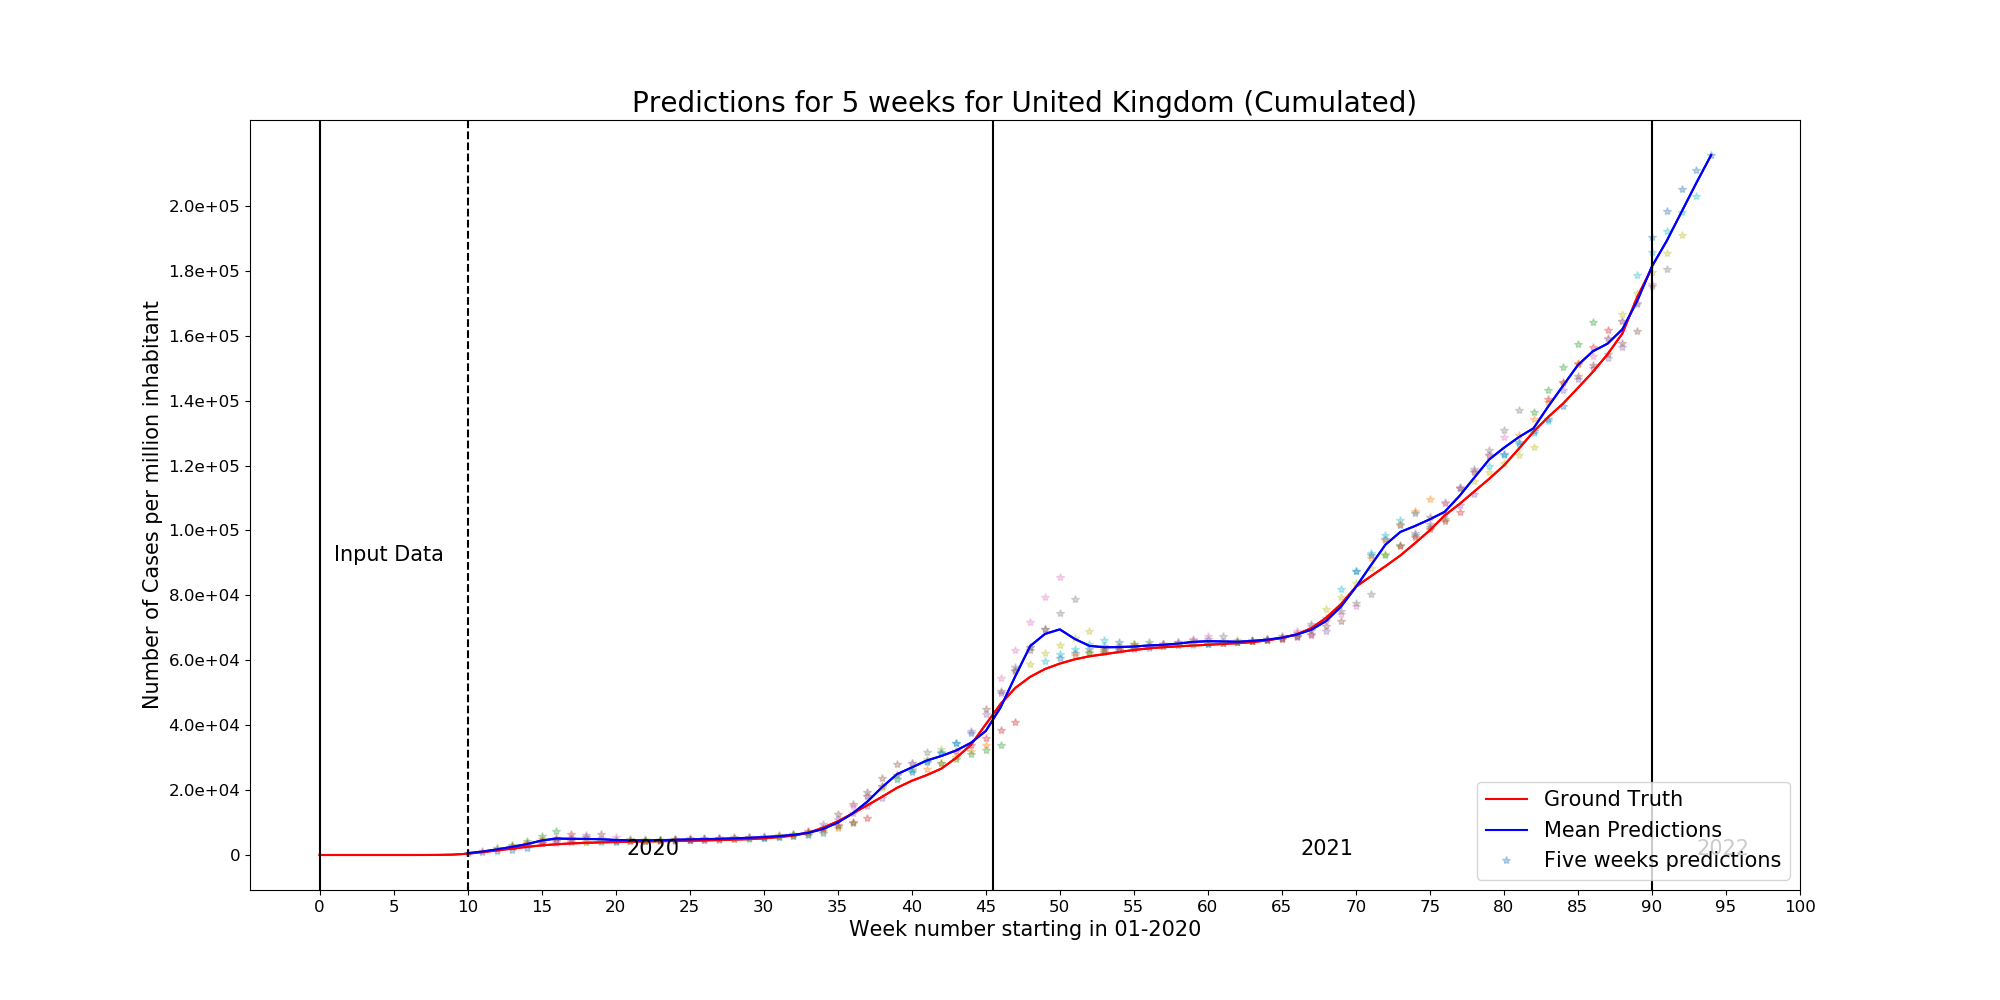 Predictions for 5 weeks for United Kingdom (Cumulated)
Number of Cases per million inhabitant
2.0e+05
1.8e+05
1.6e+05
1.4e+05
1.2e+05
1.0e+05
8.0e+04
6.0e+04
4.0e+04
2.0e+04
0
Input Data
2020
2021
2022
Ground Truth
Mean Predictions
Five weeks predictions
0 5 10 15 20 25 30 35 40 45 50 55 60 65 70 75 80 85 90 95 100
Week number starting in 01-2020